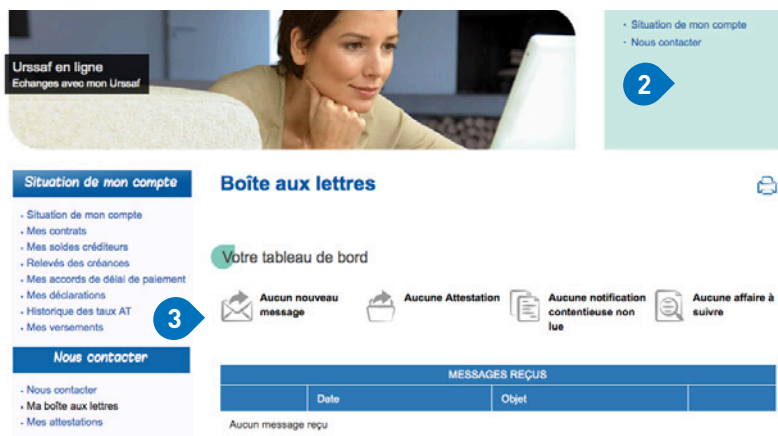 Urssaf en ligne
Echanges avec mon Urssaf
· Situation de mon compte
· Nous contacter
2
Situation de mon compte
· Situation de mon compte
· Mes contrats
· Mes soldes créditeurs
· Relevés des créances
· Mes accords de délai de paiement
· Mes déclarations
· Historique des taux AT
· Mes versements
3
Nous contacter
· Nous contacter
· Ma boîte aux lettres
· Mes attestations
Boîte aux lettres
Votre tableau de bord
Aucun nouveau
message
Aucune Attestation
Aucune notification
contentieuse non
lue
Aucune affaire à
suivre
MESSAGES REÇUS
Date Objet
Aucun message reçu